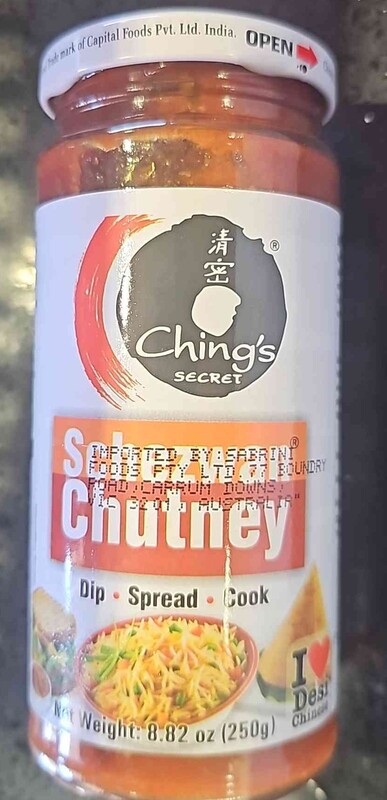 Trade mark of Capital Foods Pvt. Ltd. India. OPEN
清
密
®
Ching's
SECRET
Schezwan®
IMPORTED BY SABRINI
FOODS PTY LTD 77 BOUNDRY
ROAD, CARRUM DOWNS,
VIC 3201, AUSTRALIA"
Chutney
Dip • Spread • Cook
I ❤
Desi
Chinese
Net Weight: 8.82 oz (250g)